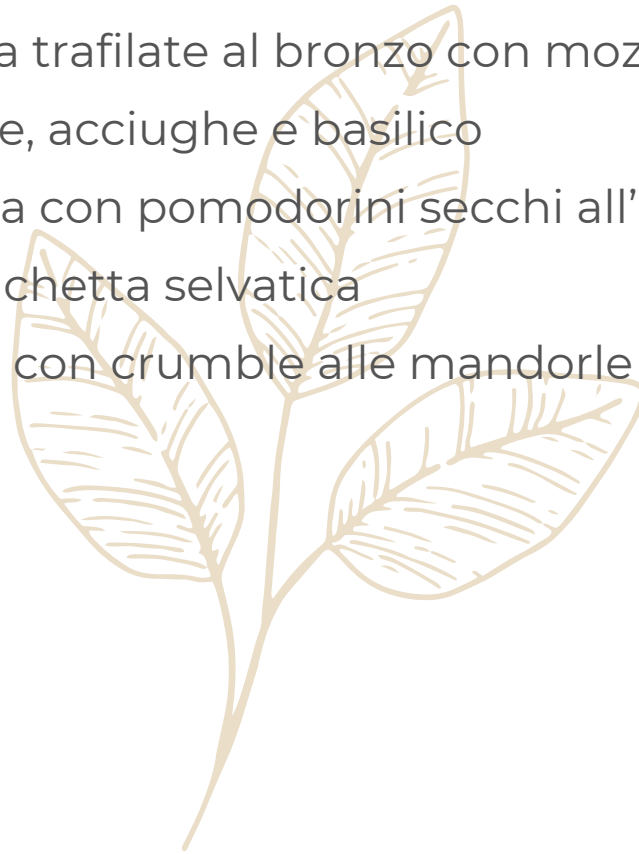 a trafilate al bronzo con moz
e, acciughe e basilico
a con pomodorini secchi all'
chetta selvatica
con crumble alle mandorle